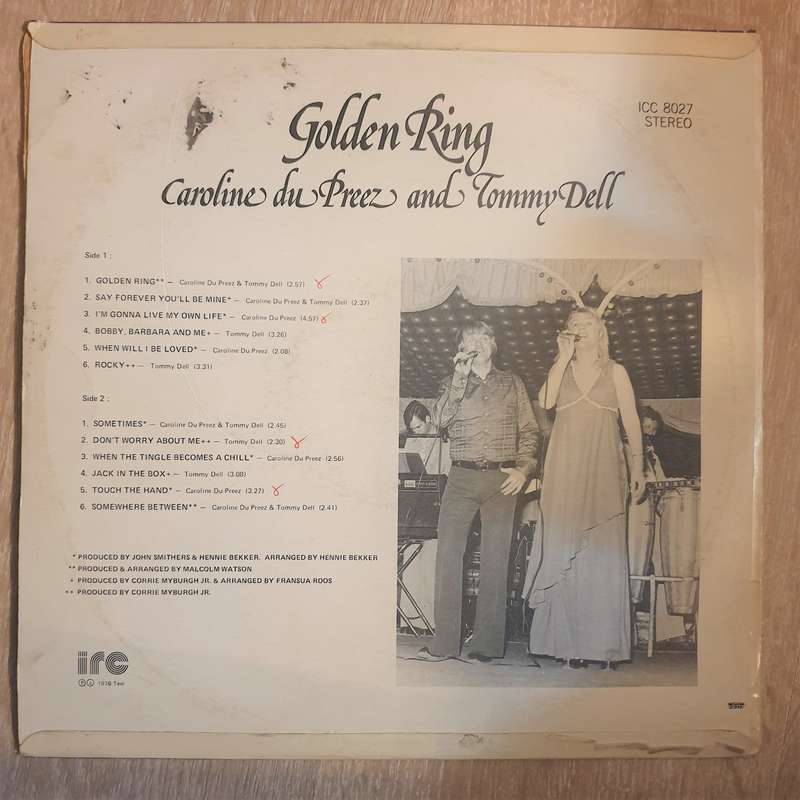 ICC 8027
STEREO
Golden Ring
Caroline du Preez and Tommy Dell
Side 1 :
1. GOLDEN RING** – Caroline Du Preez & Tommy Dell (2.57)
2. SAY FOREVER YOU'LL BE MINE* – Caroline Du Preez & Tommy Dell (2:37)
3. I'M GONNA LIVE MY OWN LIFE* – Caroline Du Preez (4.57)
4. BOBBY, BARBARA AND ME+ – Tommy Dell (3.26)
5. WHEN WILL I BE LOVED* – Caroline Du Preez (2.08)
6. ROCKY++ – Tommy Dell (3.31)
Side 2 :
1. SOMETIMES* – Caroline Du Preez & Tommy Dell (2.45)
2. DON'T WORRY ABOUT ME++ – Tommy Dell (2.30)
3. WHEN THE TINGLE BECOMES A CHILL* – Caroline Du Preez (2.56)
4. JACK IN THE BOX+ – Tommy Dell (3.08)
5. TOUCH THE HAND* – Caroline Du Preez (3.27)
6. SOMEWHERE BETWEEN** – Caroline Du Preez & Tommy Dell (2.41)
* PRODUCED BY JOHN SMITHERS & HENNIE BEKKER. ARRANGED BY HENNIE BEKKER
** PRODUCED & ARRANGED BY MALCOLM WATSON
+ PRODUCED BY CORRIE MYBURGH JR. & ARRANGED BY FRANSUA ROOS
++ PRODUCED BY CORRIE MYBURGH JR.
irc
℗ © 1976 Teal